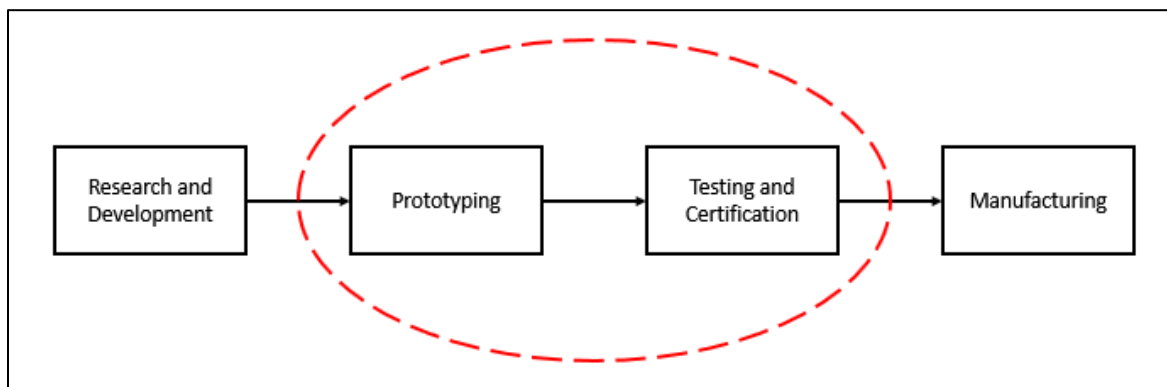 Research and
Development
Prototyping
Testing and
Certification
Manufacturing